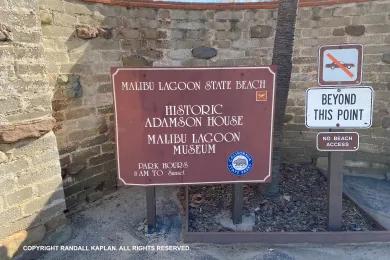 MALIBU LAGOON STATE BEACH
HISTORIC
ADAMSON HOUSE
MALIBU LAGOON
MUSEUM
PARK HOURS
8 AM TO Sunset
BEYOND
THIS POINT
NO BEACH
ACCESS
COPYRIGHT RANDALL KAPLAN. ALL RIGHTS RESERVED.